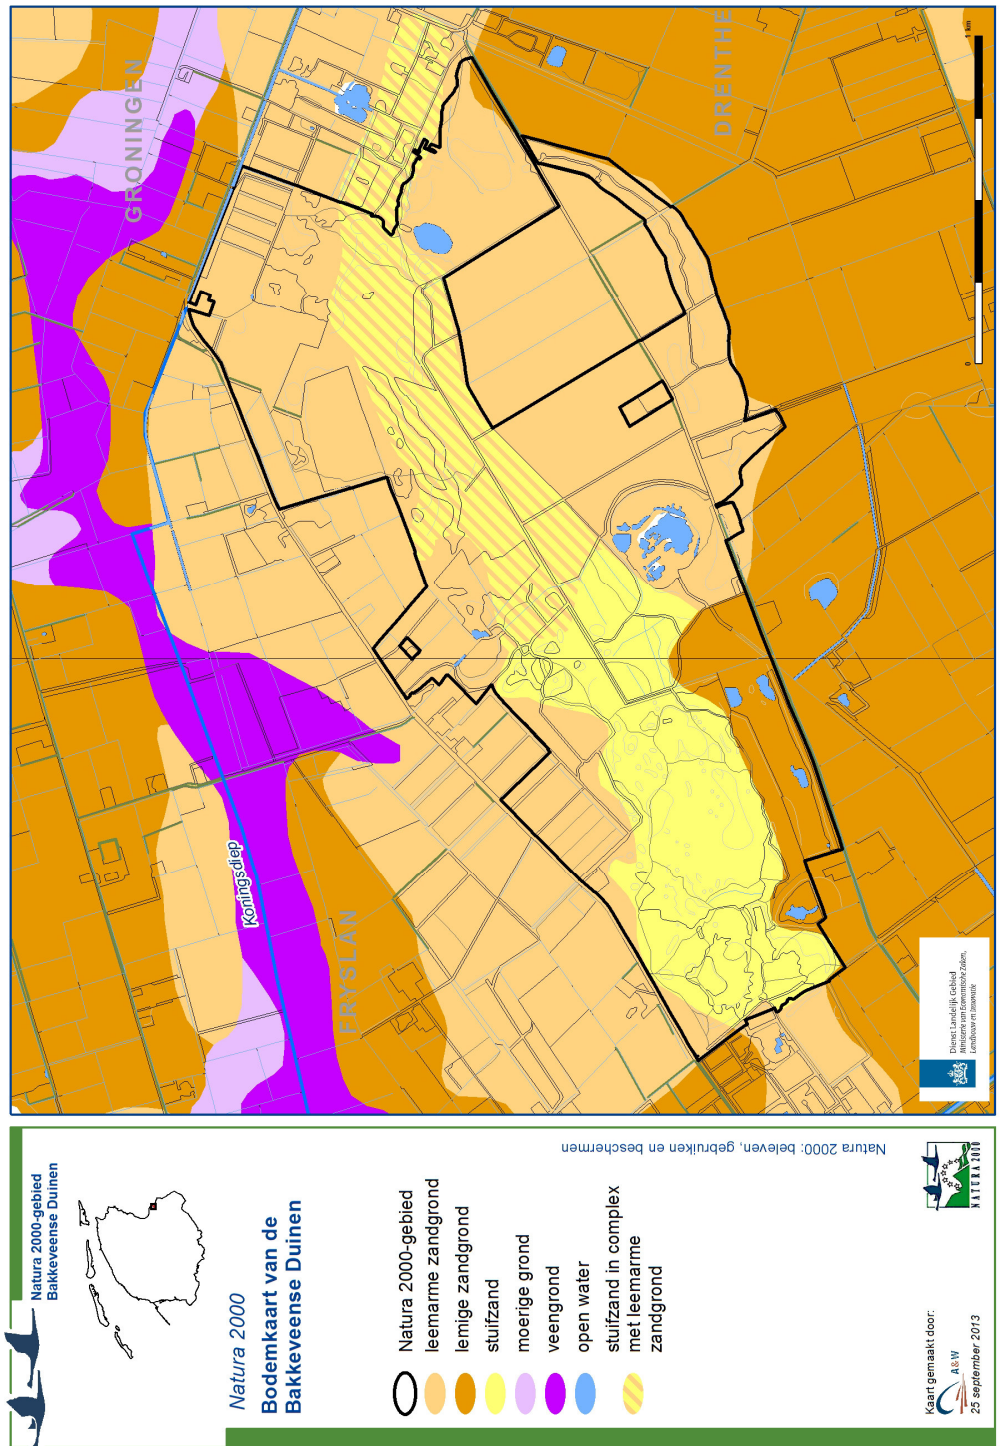 Natura 2000-gebied
Bakkeveense Duinen
Natura 2000
Bodemkaart van de
Bakkeveense Duinen
Natura 2000-gebied
leemarme zandgrond
lemige zandgrond
stuifzand
moerige grond
veengrond
open water
stuifzand in complex
met leemarme
zandgrond
Natura 2000: beleven, gebruiken en beschermen
Kaart gemaakt door:
A&W
25 september 2013
NATURA 2000
GRONINGEN
DRENTHE
FRYSLAN
Koningsdiep
0
1 km
Dienst Landelijk Gebied
Ministerie van Economische Zaken,
Landbouw en Innovatie